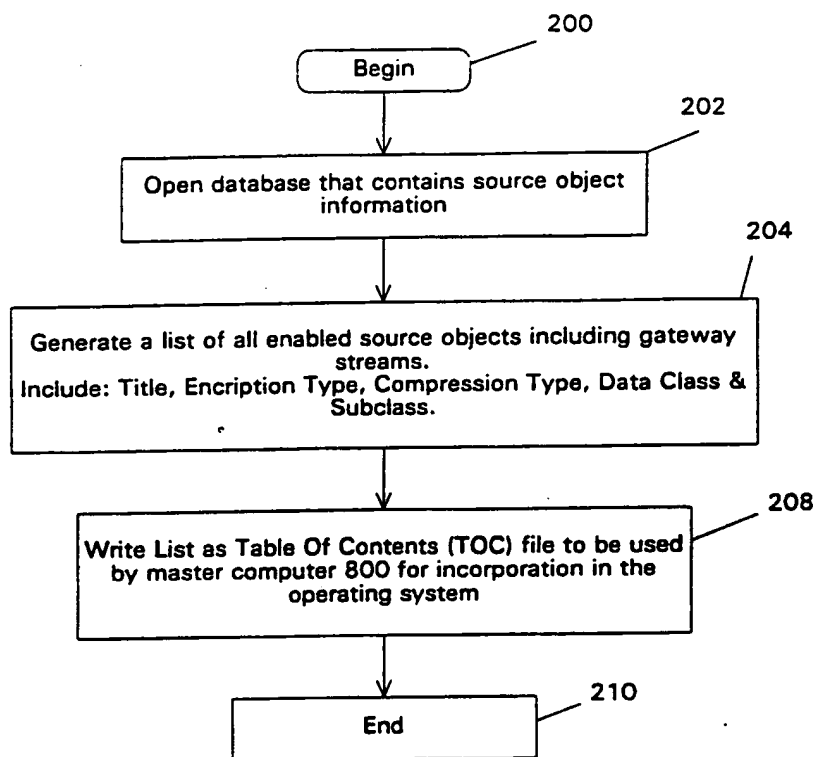 200
Begin
202
Open database that contains source object
information
204
Generate a list of all enabled source objects including gateway
streams.
Include: Title, Encription Type, Compression Type, Data Class &
Subclass.
208
Write List as Table Of Contents (TOC) file to be used
by master computer 800 for incorporation in the
operating system
210
End